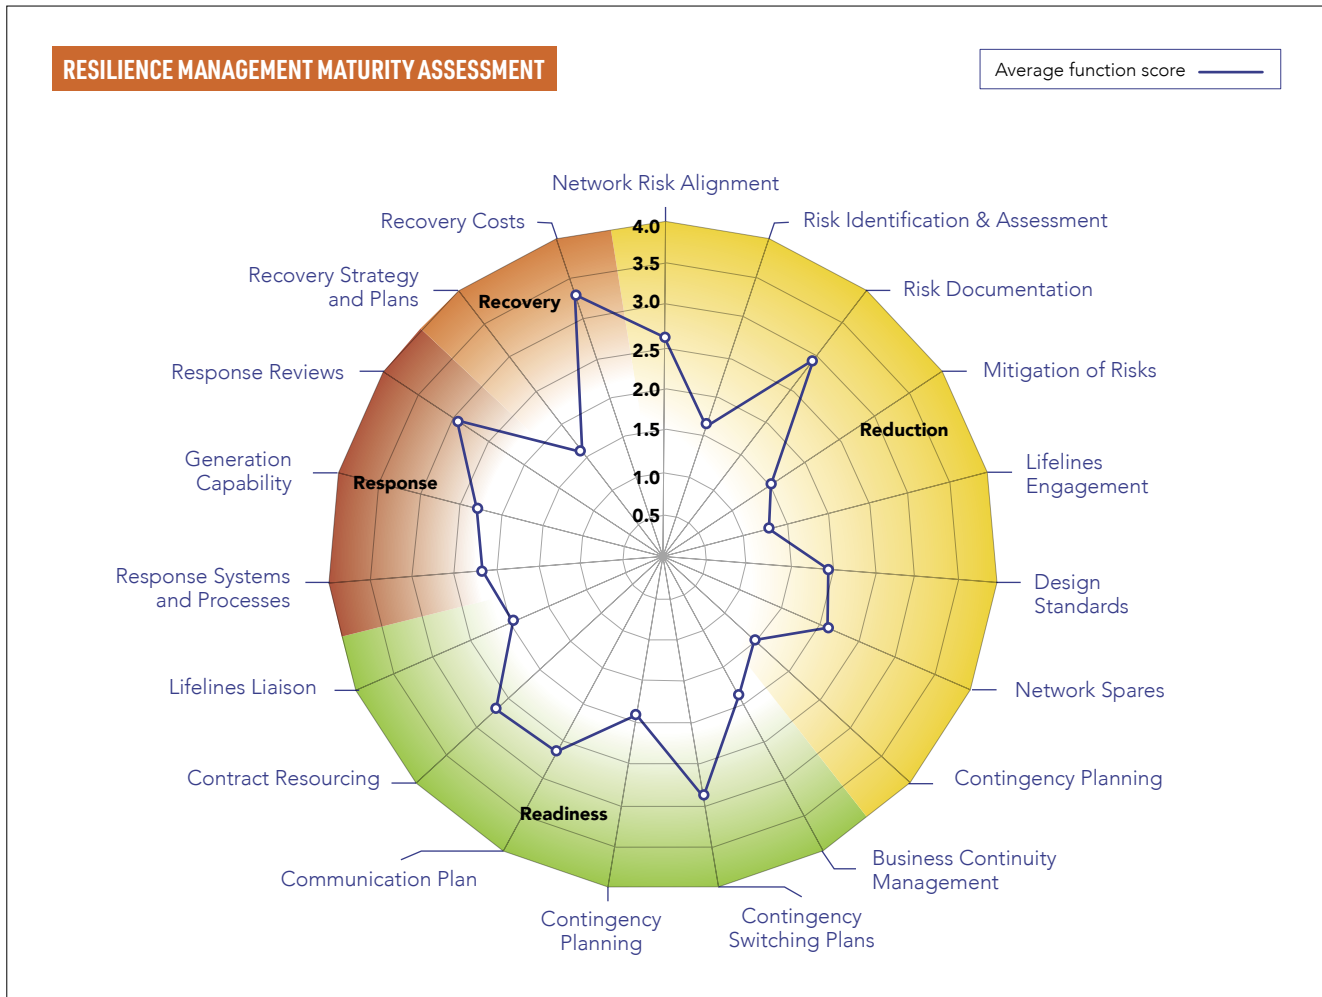 RESILIENCE MANAGEMENT MATURITY ASSESSMENT
Average function score
Network Risk Alignment
Recovery Costs
Risk Identification & Assessment
Recovery Strategy
and Plans
Risk Documentation
Response Reviews
Mitigation of Risks
Generation
Capability
Lifelines
Engagement
Response Systems
and Processes
Design
Standards
Lifelines Liaison
Network Spares
Contract Resourcing
Contingency Planning
Communication Plan
Business Continuity
Management
Contingency
Planning
Contingency
Switching Plans
4.0
3.5
3.0
2.5
2.0
1.5
1.0
0.5
Recovery
Reduction
Response
Readiness